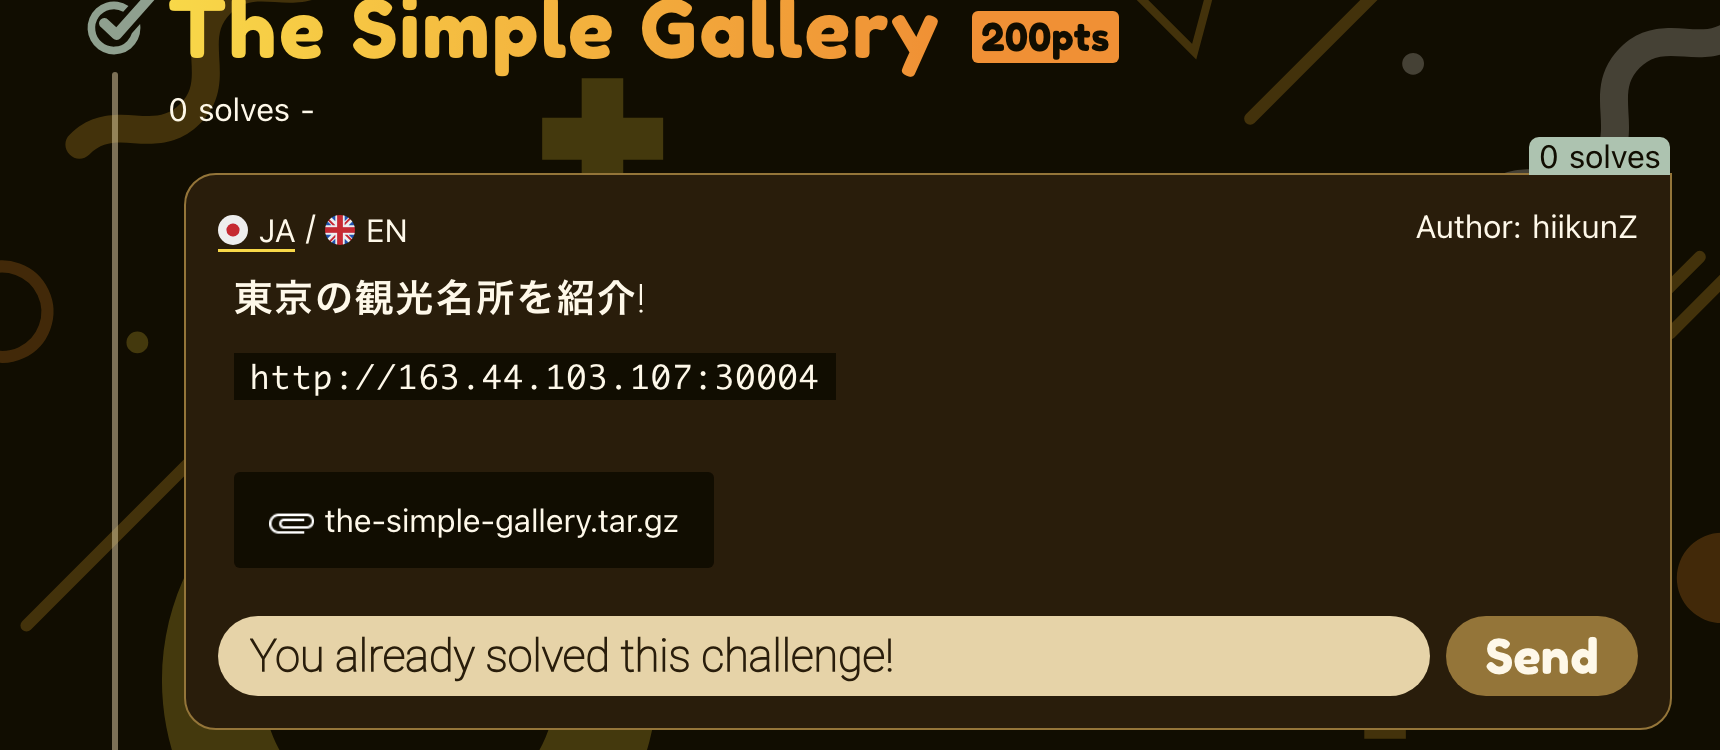 The Simple Gallery 200pts
0 solves -
0 solves
JA / EN
Author: hiikunZ
東京の観光名所を紹介!
http://163.44.103.107:30004
the-simple-gallery.tar.gz
You already solved this challenge! Send